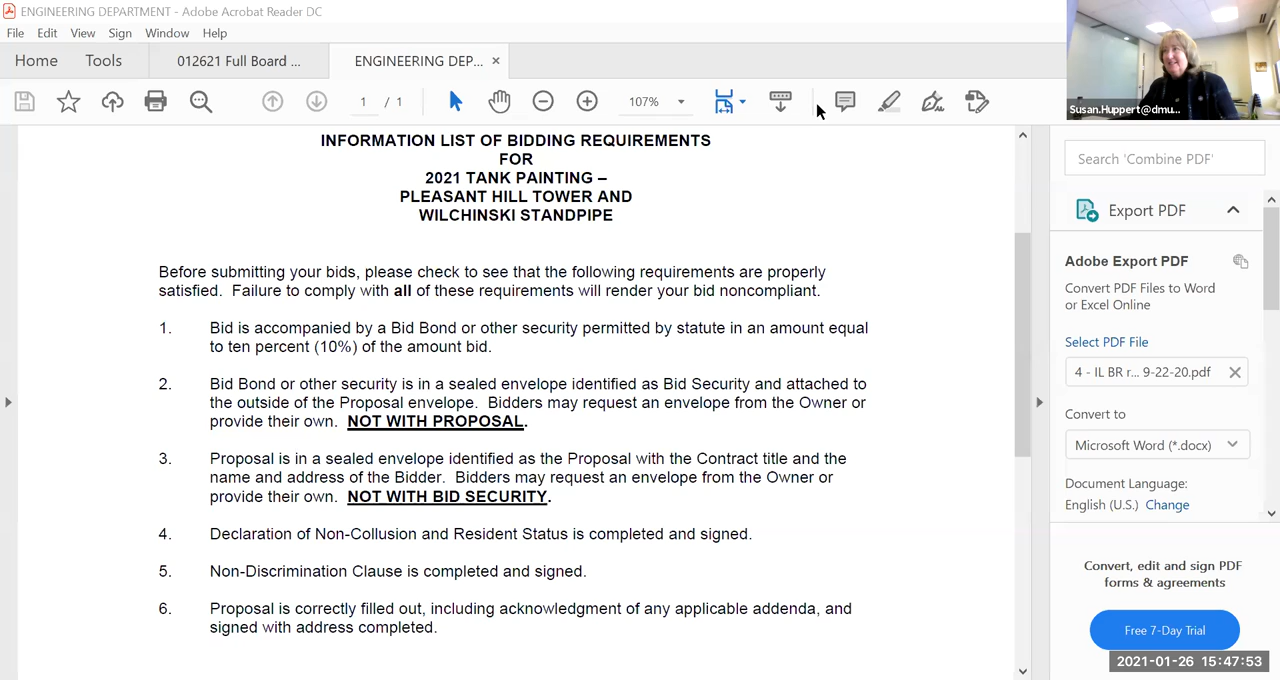 ENGINEERING DEPARTMENT - Adobe Acrobat Reader DC
File Edit View Sign Window Help
Home Tools 012621 Full Board ... ENGINEERING DEP... ×
1 / 1 107%
Susan.Huppert@dmu...
INFORMATION LIST OF BIDDING REQUIREMENTS
FOR
2021 TANK PAINTING –
PLEASANT HILL TOWER AND
WILCHINSKI STANDPIPE
Before submitting your bids, please check to see that the following requirements are properly
satisfied. Failure to comply with all of these requirements will render your bid noncompliant.
1. Bid is accompanied by a Bid Bond or other security permitted by statute in an amount equal
to ten percent (10%) of the amount bid.
2. Bid Bond or other security is in a sealed envelope identified as Bid Security and attached to
the outside of the Proposal envelope. Bidders may request an envelope from the Owner or
provide their own. NOT WITH PROPOSAL.
3. Proposal is in a sealed envelope identified as the Proposal with the Contract title and the
name and address of the Bidder. Bidders may request an envelope from the Owner or
provide their own. NOT WITH BID SECURITY.
4. Declaration of Non-Collusion and Resident Status is completed and signed.
5. Non-Discrimination Clause is completed and signed.
6. Proposal is correctly filled out, including acknowledgment of any applicable addenda, and
signed with address completed.
Search 'Combine PDF'
Export PDF
Adobe Export PDF
Convert PDF Files to Word
or Excel Online
Select PDF File
4 - IL BR r... 9-22-20.pdf
Convert to
Microsoft Word (*.docx)
Document Language:
English (U.S.) Change
Convert, edit and sign PDF
forms & agreements
Free 7-Day Trial
2021-01-26 15:47:53